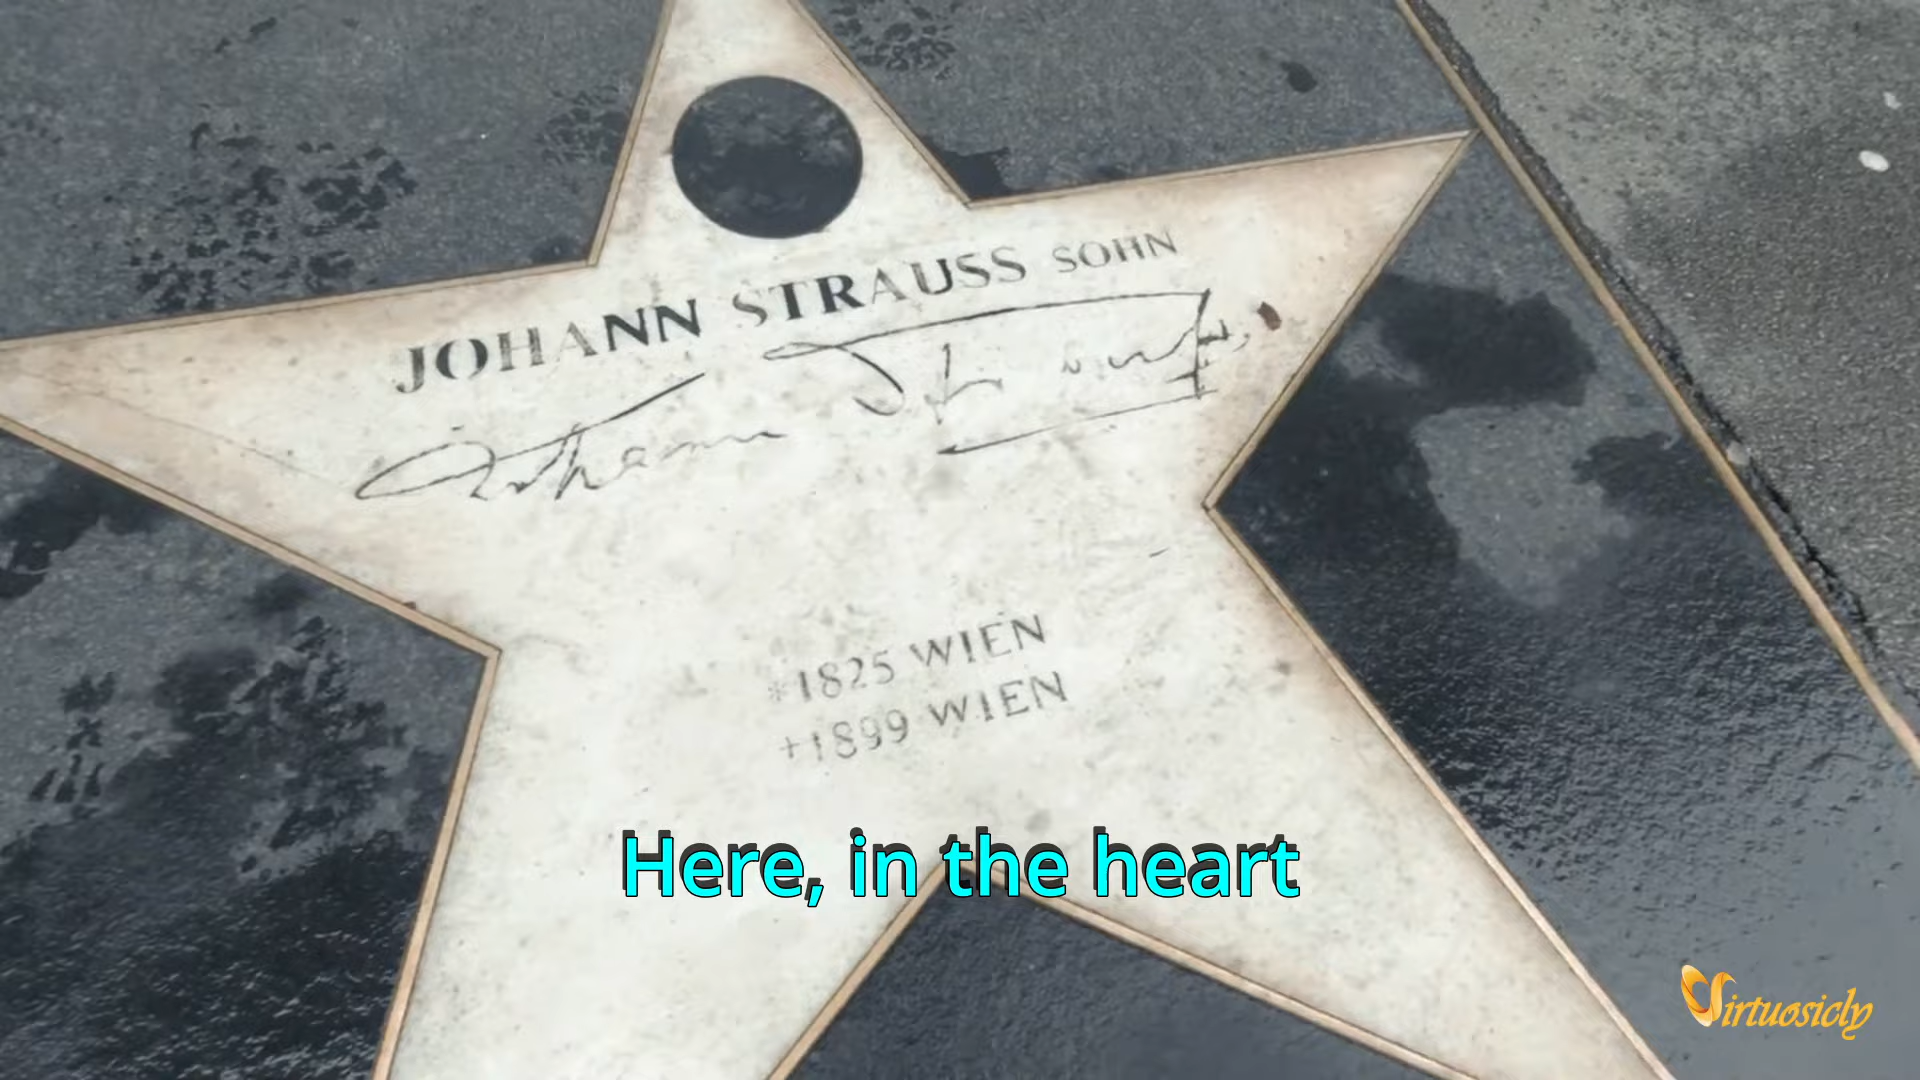 JOHANN STRAUSS SOHN
*1825 WIEN
+1899 WIEN
Here, in the heart
Virtuosicly